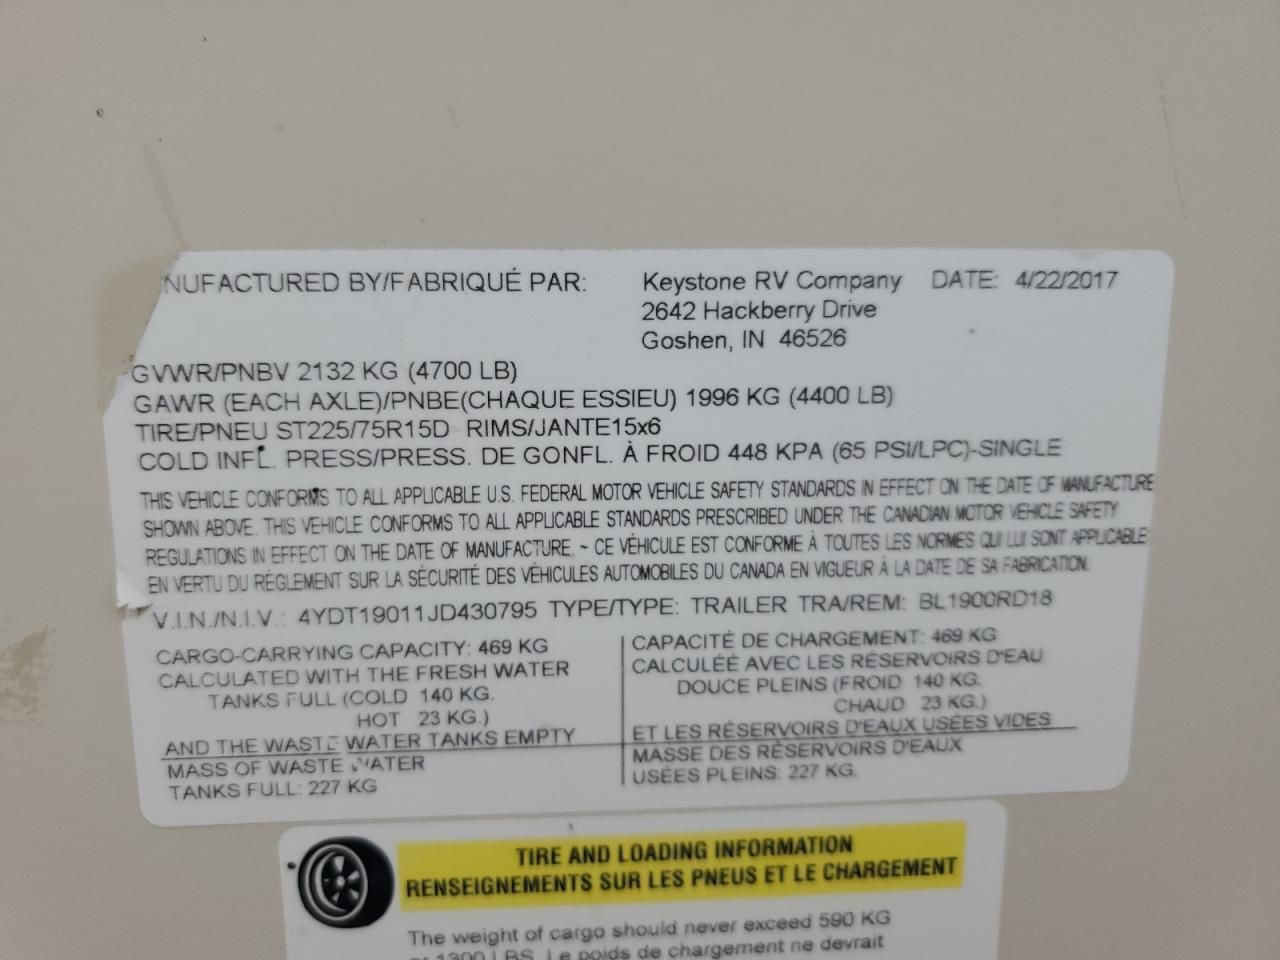 NUFACTURED BY/FABRIQUÉ PAR: Keystone RV Company DATE: 4/22/2017
2642 Hackberry Drive
Goshen, IN 46526
GVWR/PNBV 2132 KG (4700 LB)
GAWR (EACH AXLE)/PNBE(CHAQUE ESSIEU) 1996 KG (4400 LB)
TIRE/PNEU ST225/75R15D RIMS/JANTE15x6
COLD INFL. PRESS/PRESS. DE GONFL. À FROID 448 KPA (65 PSI/LPC)-SINGLE
THIS VEHICLE CONFORMS TO ALL APPLICABLE U.S. FEDERAL MOTOR VEHICLE SAFETY STANDARDS IN EFFECT ON THE DATE OF MANUFACTURE
SHOWN ABOVE. THIS VEHICLE CONFORMS TO ALL APPLICABLE STANDARDS PRESCRIBED UNDER THE CANADIAN MOTOR VEHICLE SAFETY
REGULATIONS IN EFFECT ON THE DATE OF MANUFACTURE. ~ CE VÉHICULE EST CONFORME À TOUTES LES NORMES QUI LUI SONT APPLICABLE
EN VERTU DU RÉGLEMENT SUR LA SÉCURITÉ DES VÉHICULES AUTOMOBILES DU CANADA EN VIGUEUR À LA DATE DE SA FABRICATION.
V.I.N./N.I.V.: 4YDT19011JD430795 TYPE/TYPE: TRAILER TRA/REM: BL1900RD18
CARGO-CARRYING CAPACITY: 469 KG
CALCULATED WITH THE FRESH WATER
TANKS FULL (COLD 140 KG.
HOT 23 KG.)
AND THE WASTE WATER TANKS EMPTY
MASS OF WASTE WATER
TANKS FULL: 227 KG
CAPACITÉ DE CHARGEMENT: 469 KG
CALCULÉE AVEC LES RÉSERVOIRS D'EAU
DOUCE PLEINS (FROID 140 KG.
CHAUD 23 KG.)
ET LES RÉSERVOIRS D'EAUX USÉES VIDES
MASSE DES RÉSERVOIRS D'EAUX
USÉES PLEINS: 227 KG.
TIRE AND LOADING INFORMATION
RENSEIGNEMENTS SUR LES PNEUS ET LE CHARGEMENT
The weight of cargo should never exceed 590 KG
or 1300 LBS. Le poids de chargement ne devrait